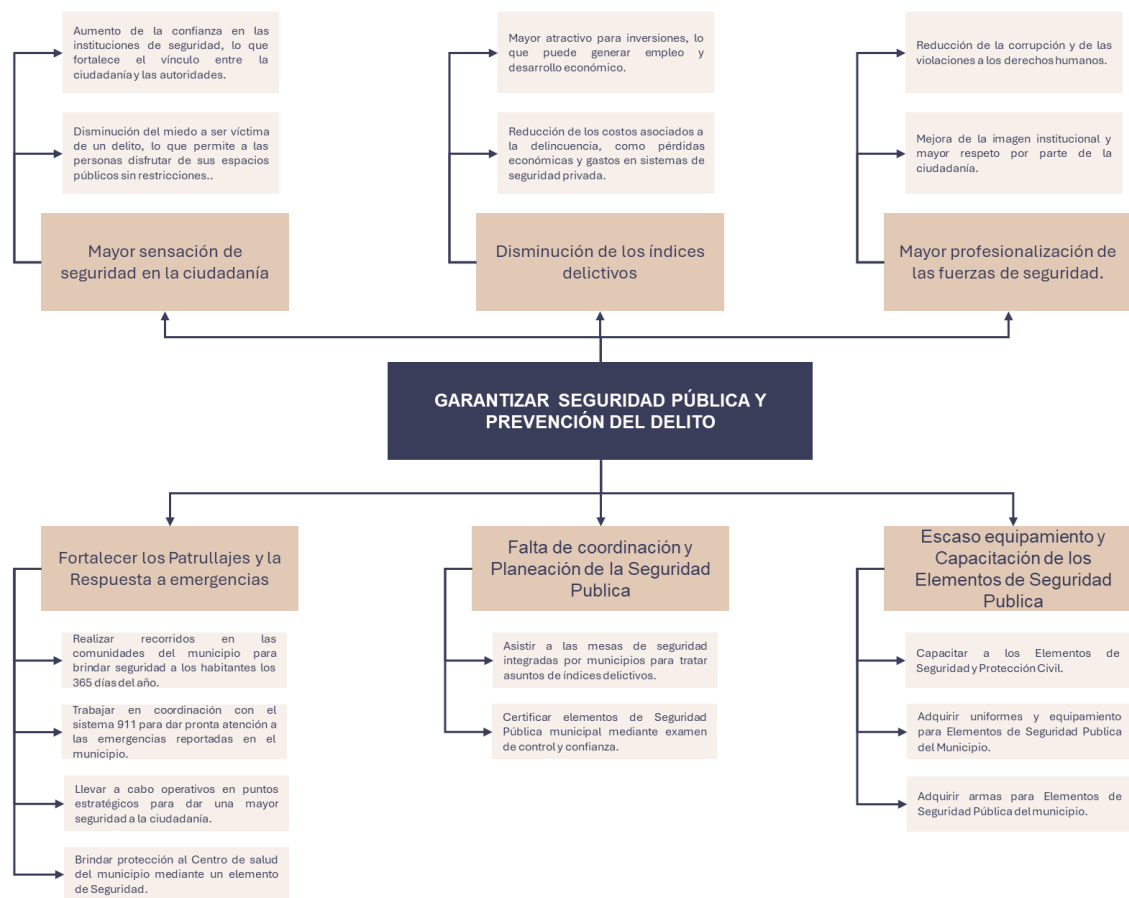 Aumento de la confianza en las
instituciones de seguridad, lo que
fortalece el vínculo entre la
ciudadanía y las autoridades.
Disminución del miedo a ser víctima
de un delito, lo que permite a las
personas disfrutar de sus espacios
públicos sin restricciones..
Mayor sensación de
seguridad en la ciudadanía
Mayor atractivo para inversiones, lo
que puede generar empleo y
desarrollo económico.
Reducción de los costos asociados a
la delincuencia, como pérdidas
económicas y gastos en sistemas de
seguridad privada.
Disminución de los índices
delictivos
Reducción de la corrupción y de las
violaciones a los derechos humanos.
Mejora de la imagen institucional y
mayor respeto por parte de la
ciudadanía.
Mayor profesionalización de
las fuerzas de seguridad.
GARANTIZAR SEGURIDAD PÚBLICA Y
PREVENCIÓN DEL DELITO
Fortalecer los Patrullajes y la
Respuesta a emergencias
Realizar recorridos en las
comunidades del municipio para
brindar seguridad a los habitantes los
365 días del año.
Trabajar en coordinación con el
sistema 911 para dar pronta atención a
las emergencias reportadas en el
municipio.
Llevar a cabo operativos en puntos
estratégicos para dar una mayor
seguridad a la ciudadanía.
Brindar protección al Centro de salud
del municipio mediante un elemento
de Seguridad.
Falta de coordinación y
Planeación de la Seguridad
Publica
Asistir a las mesas de seguridad
integradas por municipios para tratar
asuntos de índices delictivos.
Certificar elementos de Seguridad
Pública municipal mediante examen
de control y confianza.
Escaso equipamiento y
Capacitación de los
Elementos de Seguridad
Publica
Capacitar a los Elementos de
Seguridad y Protección Civil.
Adquirir uniformes y equipamiento
para Elementos de Seguridad Publica
del Municipio.
Adquirir armas para Elementos de
Seguridad Pública del municipio.